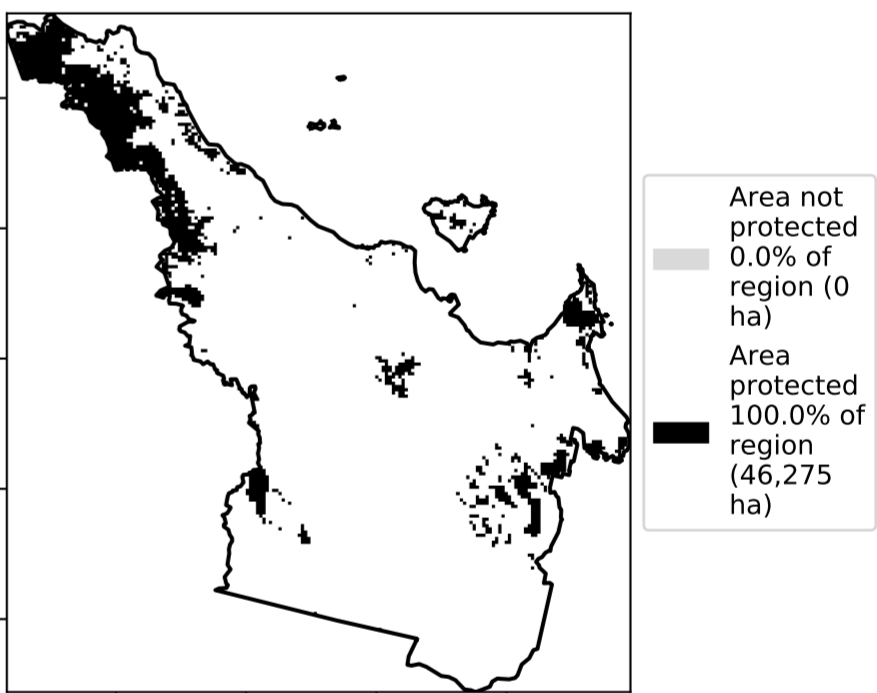 Area not
protected
0.0% of
region (0
ha)
Area
protected
100.0% of
region
(46,275
ha)